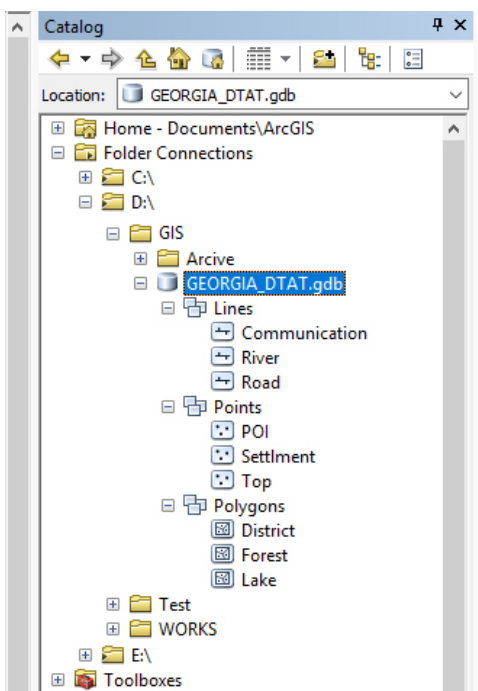 Catalog
Location: GEORGIA_DTAT.gdb
Home - Documents\ArcGIS
Folder Connections
C:\
D:\
GIS
Arcive
GEORGIA_DTAT.gdb
Lines
Communication
River
Road
Points
POI
Settlment
Top
Polygons
District
Forest
Lake
Test
WORKS
E:\
Toolboxes